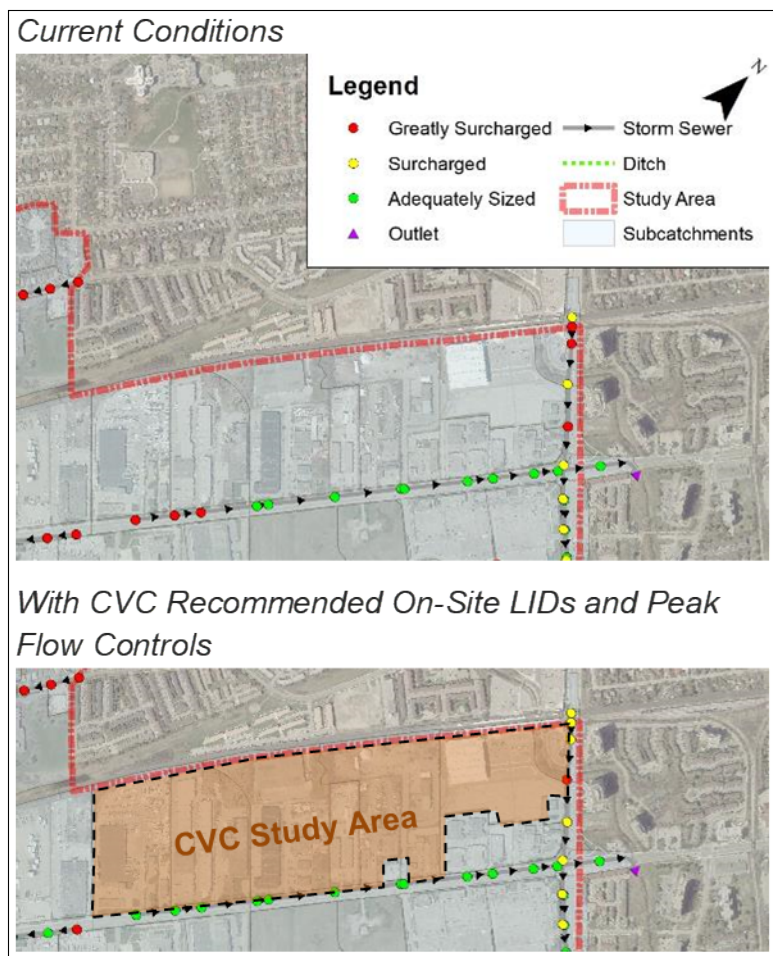 Current Conditions
N
Legend
Greatly Surcharged
Storm Sewer
Surcharged
Ditch
Adequately Sized
Study Area
Outlet
Subcatchments
With CVC Recommended On-Site LIDs and Peak
Flow Controls
CVC Study Area